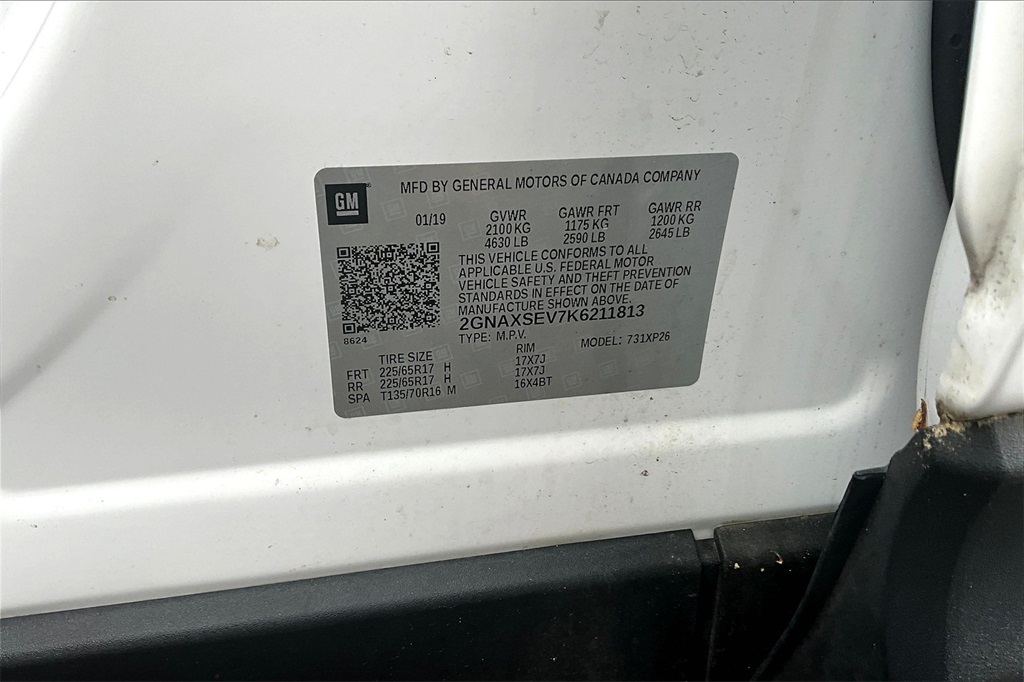 MFD BY GENERAL MOTORS OF CANADA COMPANY
GM
01/19 GVWR GAWR FRT GAWR RR
2100 KG 1175 KG 1200 KG
4630 LB 2590 LB 2645 LB
THIS VEHICLE CONFORMS TO ALL
APPLICABLE U.S. FEDERAL MOTOR
VEHICLE SAFETY AND THEFT PREVENTION
STANDARDS IN EFFECT ON THE DATE OF
MANUFACTURE SHOWN ABOVE.
2GNAXSEV7K6211813
8624
TYPE: M.P.V. MODEL: 731XP26
TIRE SIZE RIM
FRT 225/65R17 H 17X7J
RR 225/65R17 H 17X7J
SPA T135/70R16 M 16X4BT